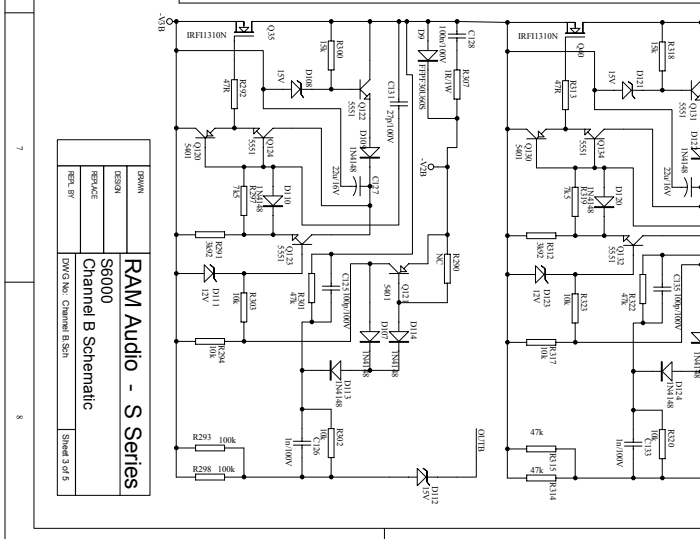 7
8
DRAWN
DESIGN
REPLACE
REPL BY
RAM Audio - S Series
S6000
Channel B Schematic
DWG No: Channel B.Sch
Sheet 3 of 5
-V3B
IRFI1310N
Q35
15V
D108
R300
15k
Q122
5551
R292
47R
C131
27p/100V
D9
FFPF30U60S
100n/100V
C128
R307
1R/1W
-V2B
Q120
5401
5551
Q124
1N4148
22u/16V
C127
R297
7k5
1N4148
D110
R291
3k92
Q123
5551
R290
NC
D111
12V
R303
10k
R301
47k
C125
100p/100V
5401
R294
10k
D107
1N4148
D114
1N4148
D113
1N4148
R302
10k
C126
1n/100V
R293 100k
R298 100k
D112
15V
OUTB
IRFI1310N
Q40
15V
D121
R318
15k
Q131
5551
R313
47R
Q130
5401
5551
Q134
1N4148
22u/16V
R319
7k5
1N4148
D120
R312
3k92
Q132
5551
D123
12V
R323
10k
R322
47k
C135
100p/100V
R317
10k
D124
1N4148
R320
10k
C133
1n/100V
47k
R315
47k
R314